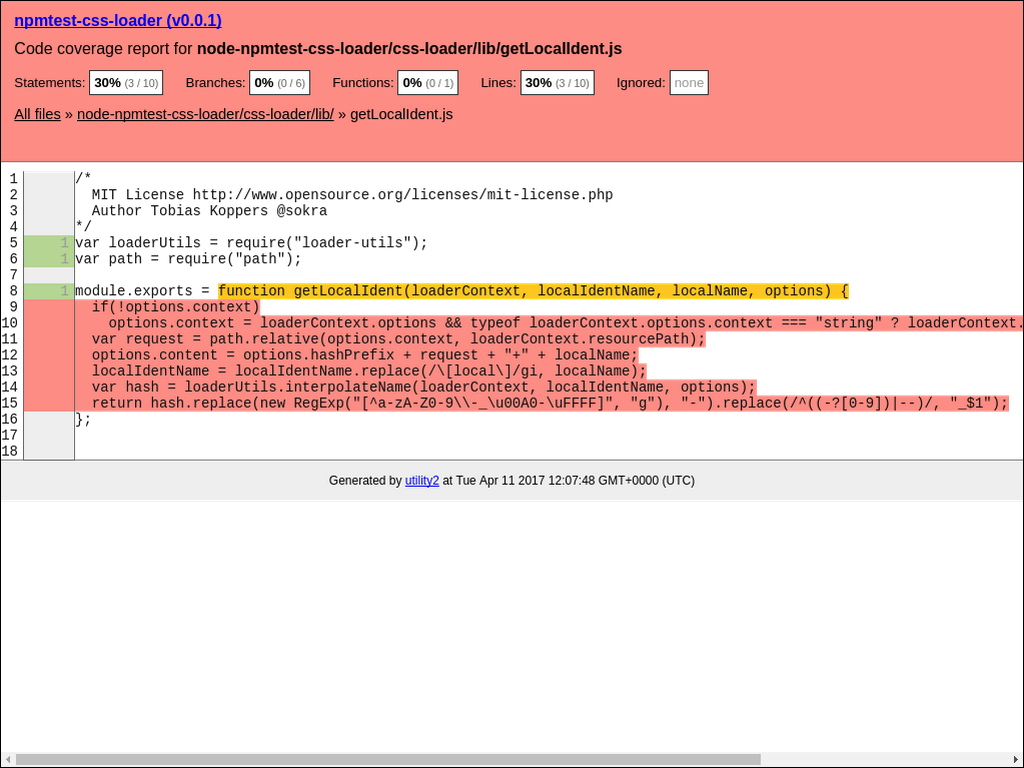 npmtest-css-loader (v0.0.1)
Code coverage report for node-npmtest-css-loader/css-loader/lib/getLocalIdent.js
Statements: 30% (3 / 10) Branches: 0% (0 / 6) Functions: 0% (0 / 1) Lines: 30% (3 / 10) Ignored: none
All files » node-npmtest-css-loader/css-loader/lib/ » getLocalIdent.js
1 /*
2   MIT License http://www.opensource.org/licenses/mit-license.php
3   Author Tobias Koppers @sokra
4 */
5 1 var loaderUtils = require("loader-utils");
6 1 var path = require("path");
7
8 1 module.exports = function getLocalIdent(loaderContext, localIdentName, localName, options) {
9   if(!options.context)
10     options.context = loaderContext.options && typeof loaderContext.options.context === "string" ? loaderContext.
11   var request = path.relative(options.context, loaderContext.resourcePath);
12   options.content = options.hashPrefix + request + "+" + localName;
13   localIdentName = localIdentName.replace(/\[local\]/gi, localName);
14   var hash = loaderUtils.interpolateName(loaderContext, localIdentName, options);
15   return hash.replace(new RegExp("[^a-zA-Z0-9\\-_\u00A0-\uFFFF]", "g"), "-").replace(/^((-?[0-9])|--)/, "_$1");
16 };
17
18
Generated by utility2 at Tue Apr 11 2017 12:07:48 GMT+0000 (UTC)